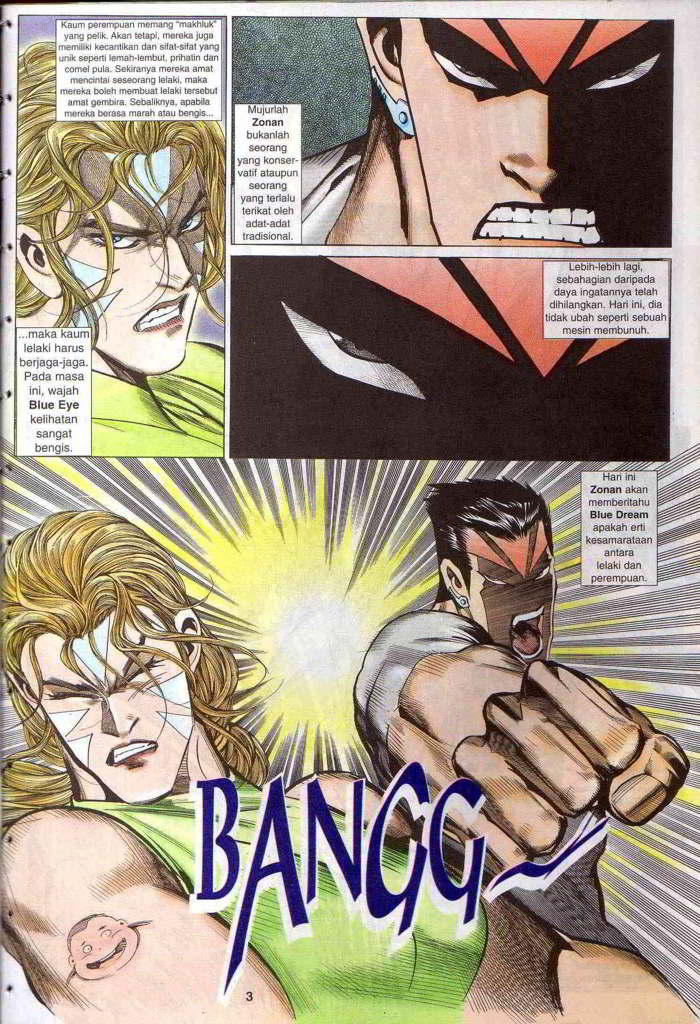 Kaum perempuan memang "makhluk"
yang pelik. Akan tetapi, mereka juga
memiliki kecantikan dan sifat-sifat yang
unik seperti lemah-lembut, prihatin dan
comel pula. Sekiranya mereka amat
mencintai seseorang lelaki, maka
mereka boleh membuat lelaki tersebut
amat gembira. Sebaliknya, apabila
mereka berasa marah atau bengis...
...maka kaum
lelaki harus
berjaga-jaga.
Pada masa
ini, wajah
Blue Eye
kelihatan
sangat
bengis.
Mujurlah
Zonan
bukanlah
seorang
yang konser-
vatif ataupun
seorang
yang terlalu
terikat oleh
adat-adat
tradisional.
Lebih-lebih lagi,
sebahagian daripada
daya ingatannya telah
dihilangkan. Hari ini, dia
tidak ubah seperti sebuah
mesin membunuh.
Hari ini
Zonan akan
memberitahu
Blue Dream
apakah erti
kesamarataan
antara
lelaki dan
perempuan.
BANGG~
3